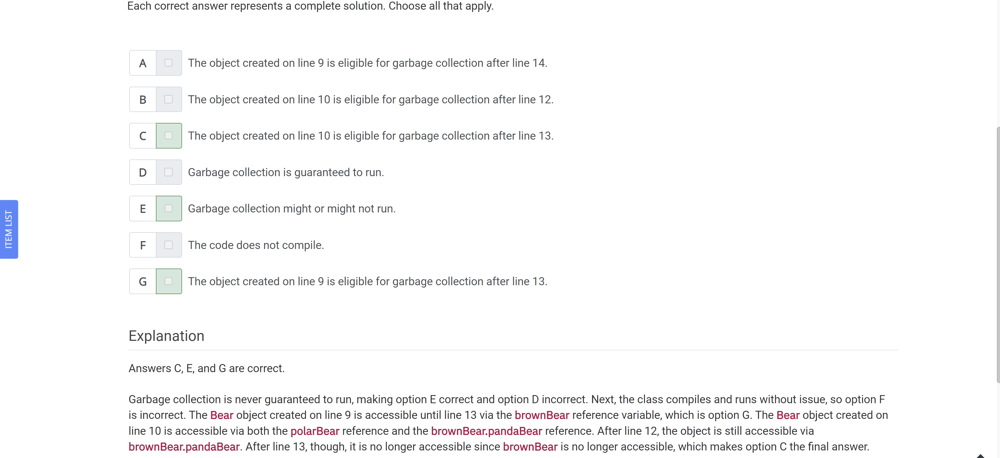 Each correct answer represents a complete solution. Choose all that apply.
A The object created on line 9 is eligible for garbage collection after line 14.
B The object created on line 10 is eligible for garbage collection after line 12.
C The object created on line 10 is eligible for garbage collection after line 13.
D Garbage collection is guaranteed to run.
E Garbage collection might or might not run.
ITEM LIST
F The code does not compile.
G The object created on line 9 is eligible for garbage collection after line 13.
Explanation
Answers C, E, and G are correct.
Garbage collection is never guaranteed to run, making option E correct and option D incorrect. Next, the class compiles and runs without issue, so option F
is incorrect. The Bear object created on line 9 is accessible until line 13 via the brownBear reference variable, which is option G. The Bear object created on
line 10 is accessible via both the polarBear reference and the brownBear.pandaBear reference. After line 12, the object is still accessible via
brownBear.pandaBear. After line 13, though, it is no longer accessible since brownBear is no longer accessible, which makes option C the final answer.